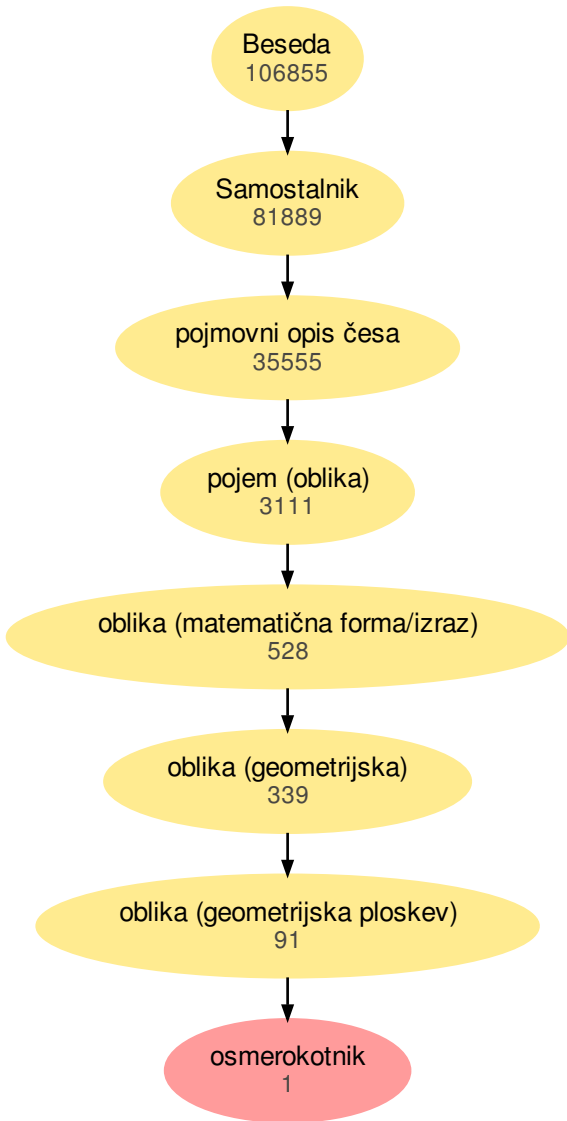 Beseda
106855
Samostalnik
81889
pojmovni opis česa
35555
pojem (oblika)
3111
oblika (matematična forma/izraz)
528
oblika (geometrijska)
339
oblika (geometrijska ploskev)
91
osmerokotnik
1